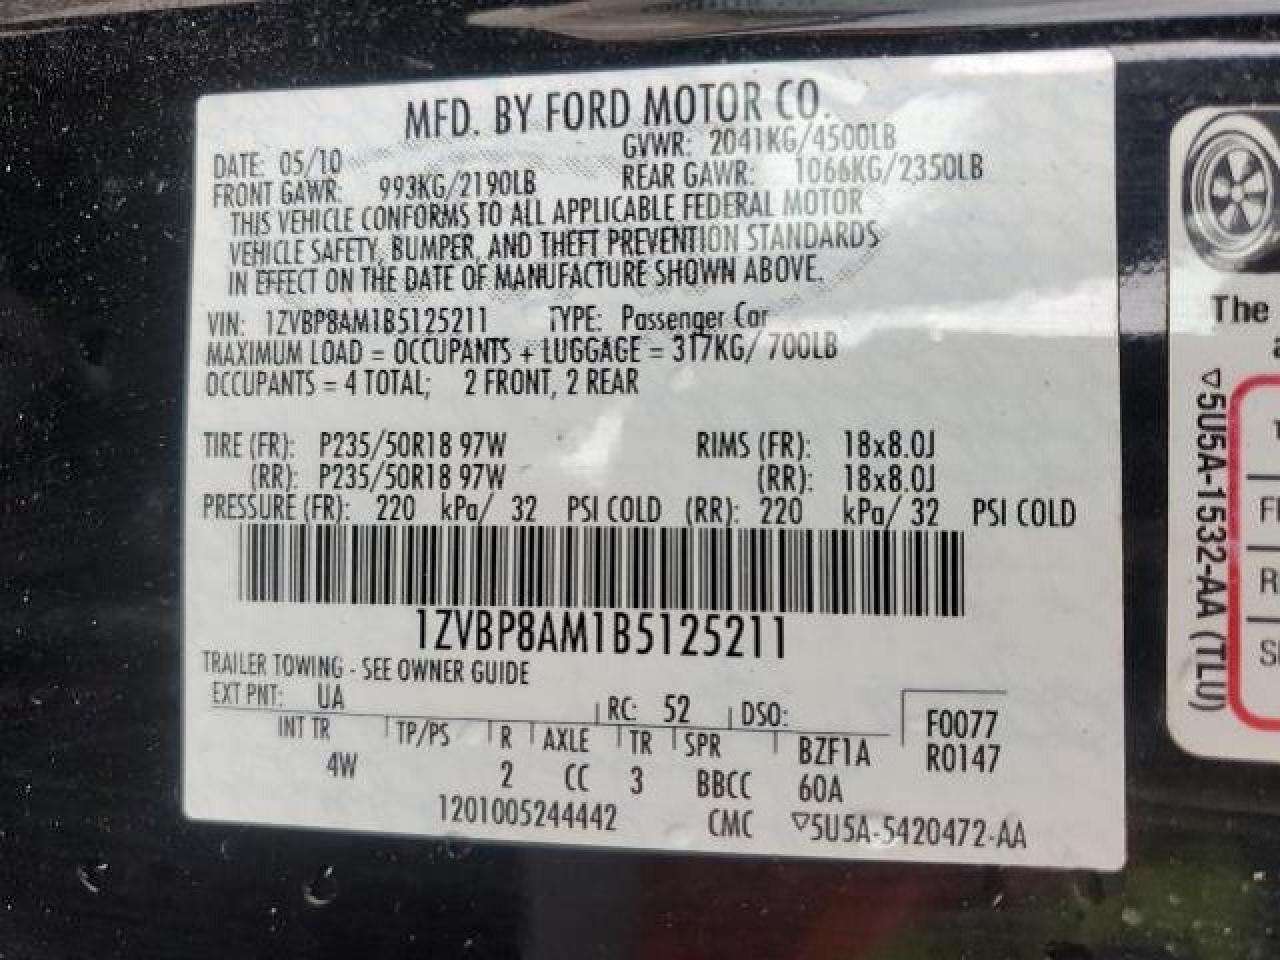 MFD. BY FORD MOTOR CO.
DATE: 05/10 GVWR: 2041KG/4500LB
FRONT GAWR: 993KG/2190LB REAR GAWR: 1066KG/2350LB
THIS VEHICLE CONFORMS TO ALL APPLICABLE FEDERAL MOTOR
VEHICLE SAFETY, BUMPER, AND THEFT PREVENTION STANDARDS
IN EFFECT ON THE DATE OF MANUFACTURE SHOWN ABOVE.
VIN: 1ZVBP8AM1B5125211 TYPE: Passenger Car
MAXIMUM LOAD = OCCUPANTS + LUGGAGE = 317KG/ 700LB
OCCUPANTS = 4 TOTAL; 2 FRONT, 2 REAR
TIRE (FR): P235/50R18 97W RIMS (FR): 18x8.0J
(RR): P235/50R18 97W (RR): 18x8.0J
PRESSURE (FR): 220 kPa/ 32 PSI COLD (RR): 220 kPa/ 32 PSI COLD
1ZVBP8AM1B5125211
TRAILER TOWING - SEE OWNER GUIDE
EXT PNT: UA RC: 52 DSO: F0077
INT TR TP/PS R AXLE TR SPR BZF1A R0147
4W 2 CC 3 BBCC 60A
1201005244442 CMC ▽5U5A-5420472-AA
The
▽5U5A-1532-AA (TLU)